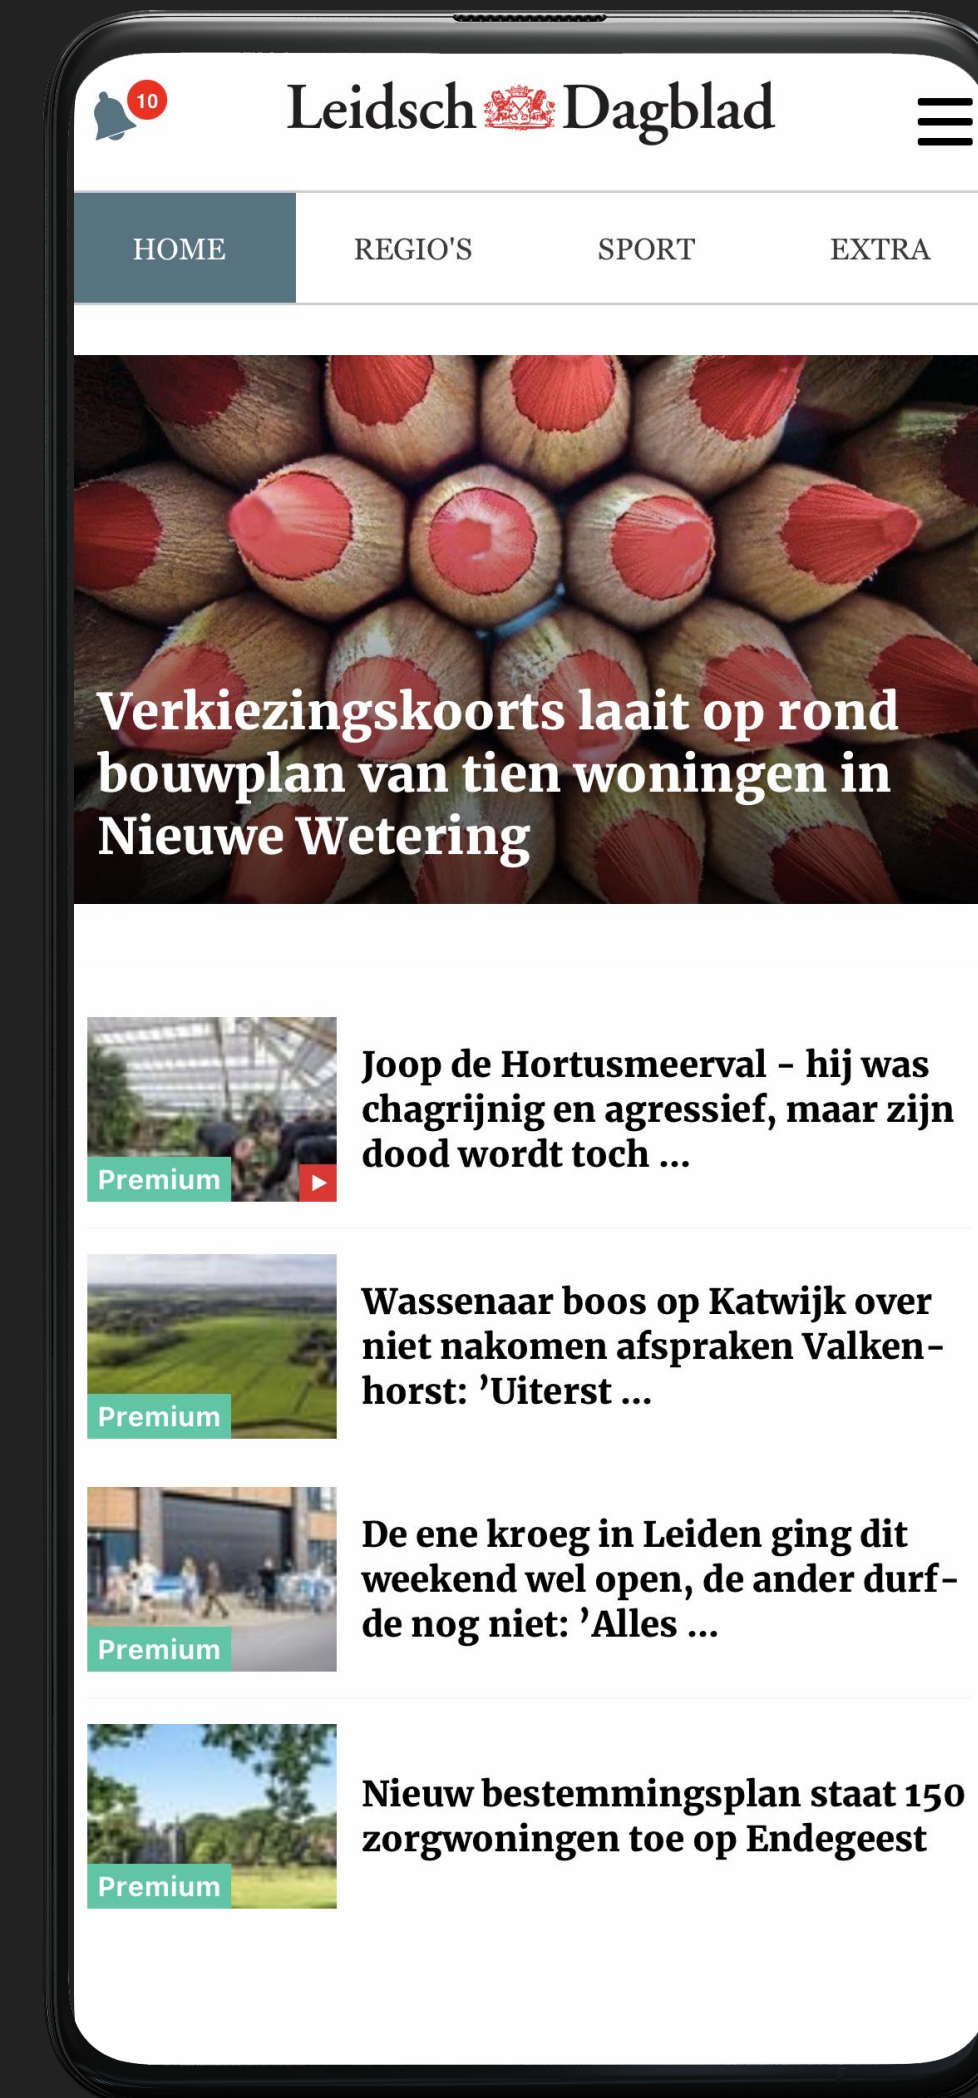 10
Leidsch Dagblad
HOME REGIO'S SPORT EXTRA
Verkiezingskoorts laait op rond
bouwplan van tien woningen in
Nieuwe Wetering
Joop de Hortusmeerval - hij was
chagrijnig en agressief, maar zijn
dood wordt toch ...
Premium
Wassenaar boos op Katwijk over
niet nakomen afspraken Valken-
horst: ’Uiterst ...
Premium
De ene kroeg in Leiden ging dit
weekend wel open, de ander durf-
de nog niet: ’Alles ...
Premium
Nieuw bestemmingsplan staat 150
zorgwoningen toe op Endegeest
Premium